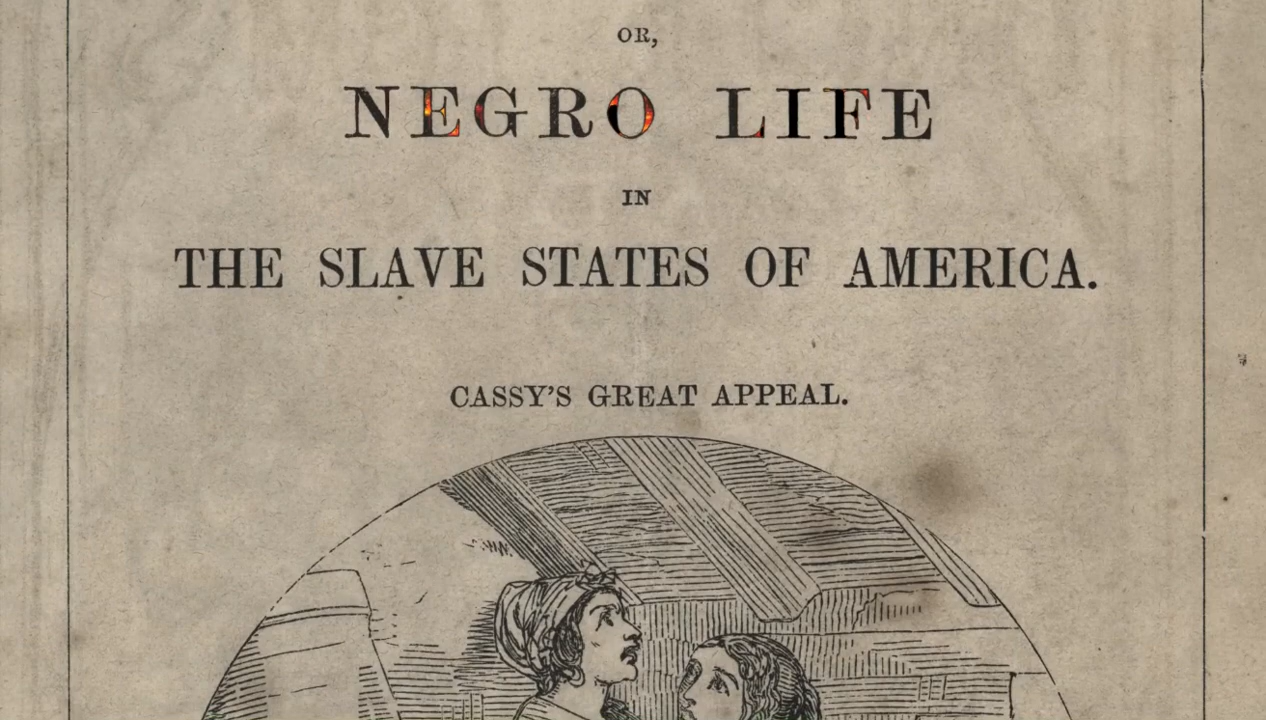 OR,
NEGRO LIFE
IN
THE SLAVE STATES OF AMERICA.
CASSY'S GREAT APPEAL.